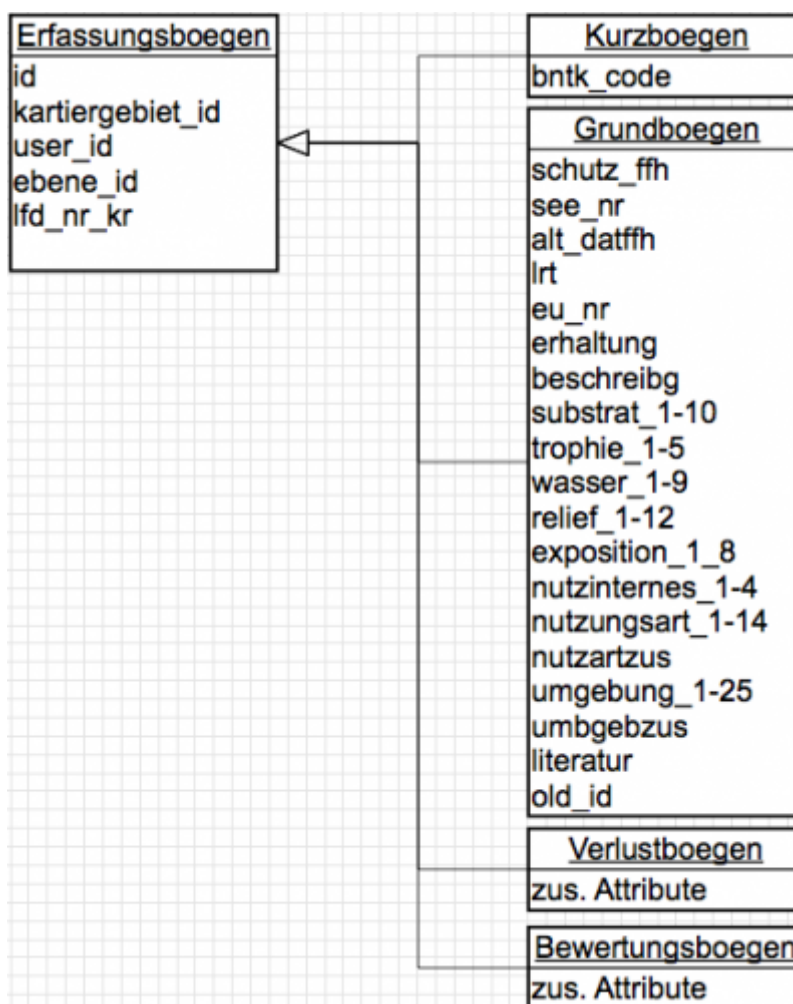 Erfassungsboegen
id
kartiergebiet_id
user_id
ebene_id
lfd_nr_kr
Kurzboegen
bntk_code
Grundboegen
schutz_ffh
see_nr
alt_datffh
lrt
eu_nr
erhaltung
beschreibg
substrat_1-10
trophie_1-5
wasser_1-9
relief_1-12
exposition_1_8
nutzinternes_1-4
nutzungsart_1-14
nutzartzus
umgebung_1-25
umbgebzus
literatur
old_id
Verlustboegen
zus. Attribute
Bewertungsboegen
zus. Attribute